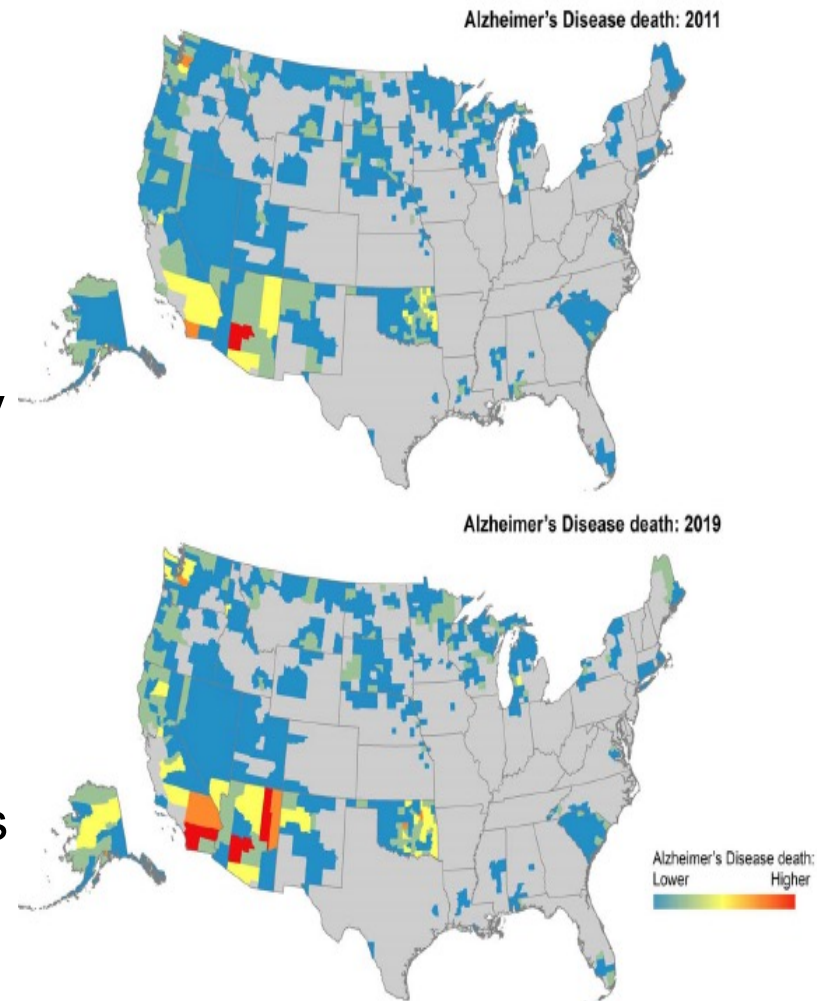 Alzheimer's Disease death: 2011
y
Alzheimer's Disease death: 2019
s
Alzheimer's Disease death:
Lower Higher